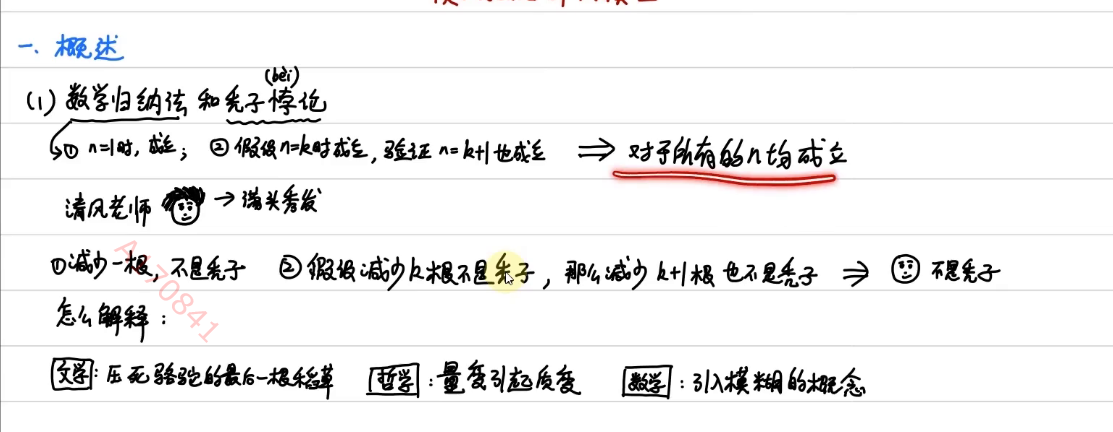 一、概述
(bèi)
(1) 数学归纳法 和秃子悖论
① n=1时, 成立; ② 假设n=k时成立, 验证 n=k+1也成立 ⇒ 对于所有的n均成立
清风老师 → 满头秀发
①减少一根, 不是秃子 ② 假设减少k根不是秃子, 那么减少 k+1根 也不是秃子 ⇒ 不是秃子
怎么解释:
文学: 压死骆驼的最后一根稻草 哲学: 量变引起质变 数学: 引入模糊的概念